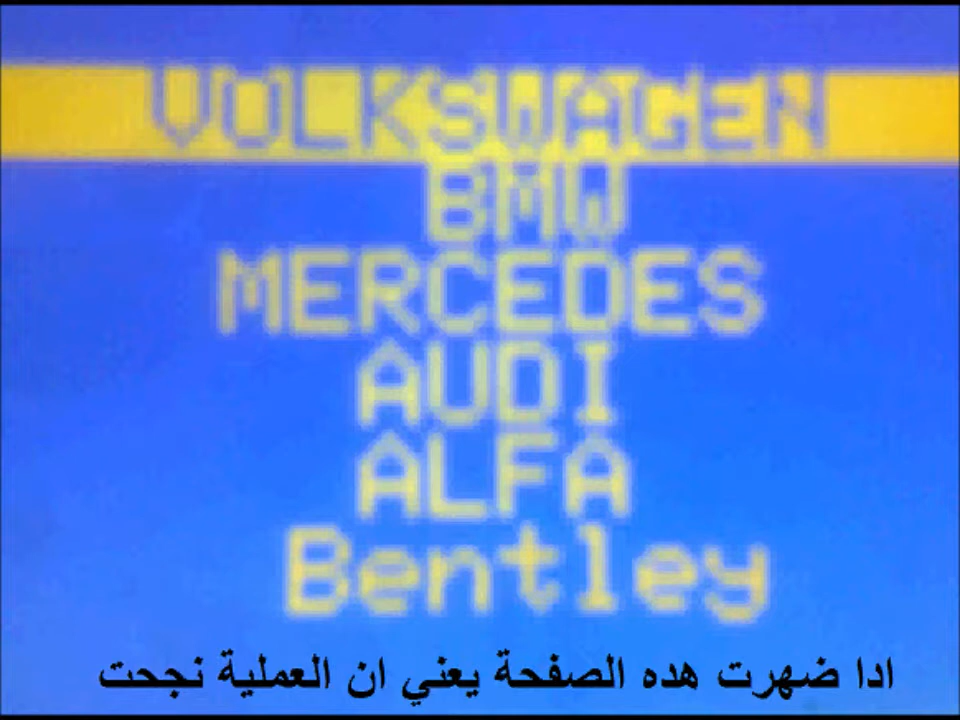 VOLKSWAGEN
BMW
MERCEDES
AUDI
ALFA
Bentley
ادا ضهرت هده الصفحة يعني ان العملية نجحت